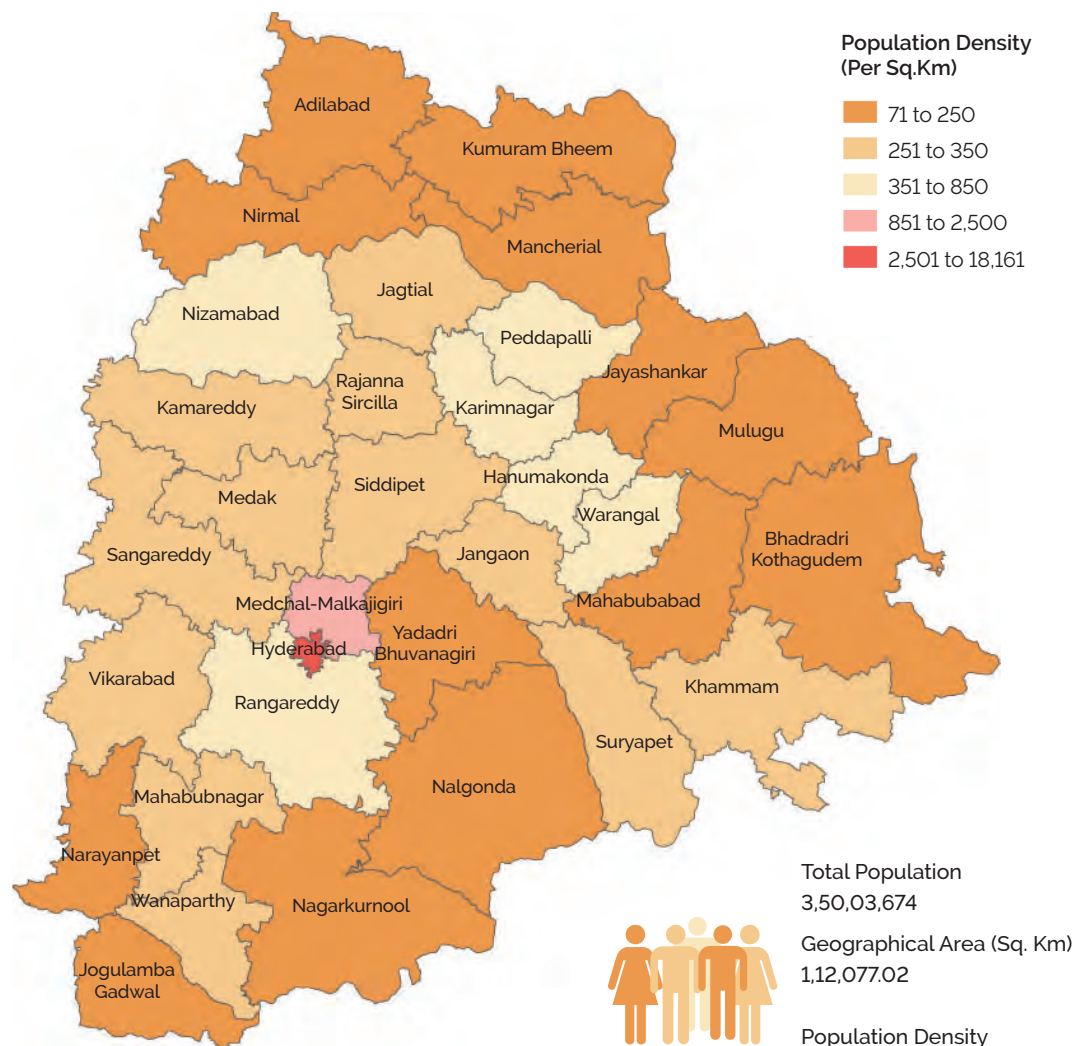 Population Density
(Per Sq.Km)
71 to 250
251 to 350
351 to 850
851 to 2,500
2,501 to 18,161
Adilabad
Kumuram Bheem
Nirmal
Mancherial
Jagtial
Nizamabad
Peddapalli
Jayashankar
Rajanna
Sircilla
Kamareddy
Karimnagar
Mulugu
Hanumakonda
Siddipet
Medak
Warangal
Bhadradri
Kothagudem
Sangareddy
Jangaon
Medchal-Malkajigiri
Mahabubabad
Yadadri
Bhuvanagiri
Hyderabad
Vikarabad
Khammam
Rangareddy
Suryapet
Nalgonda
Mahabubnagar
Narayanpet
Wanaparthy
Nagarkurnool
Jogulamba
Gadwal
Total Population
3,50,03,674
Geographical Area (Sq. Km)
1,12,077.02
Population Density